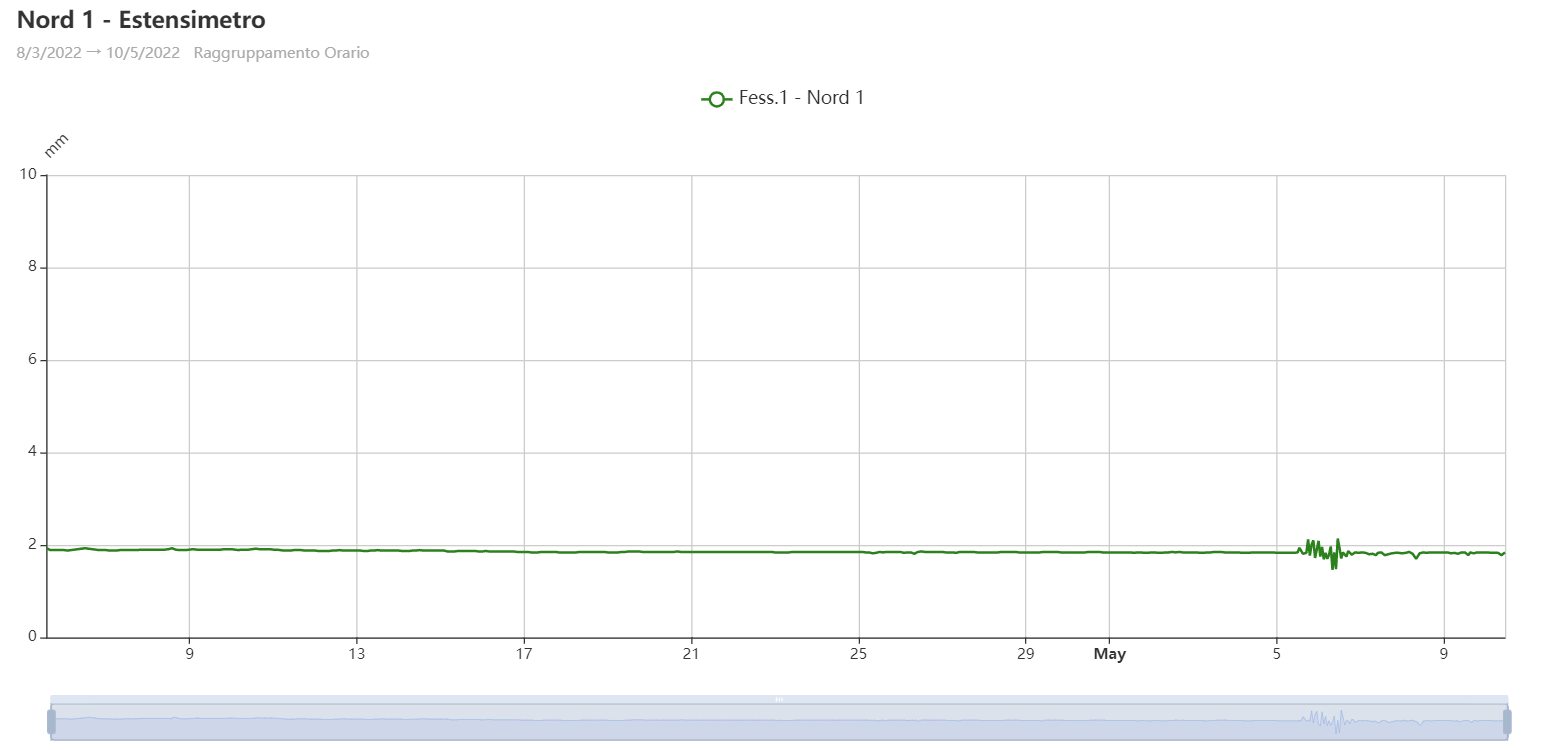 Nord 1 - Estensimetro
8/3/2022 → 10/5/2022 Raggruppamento Orario
Fess.1 - Nord 1
mm
10
8
6
4
2
0
9 13 17 21 25 29 May 5 9